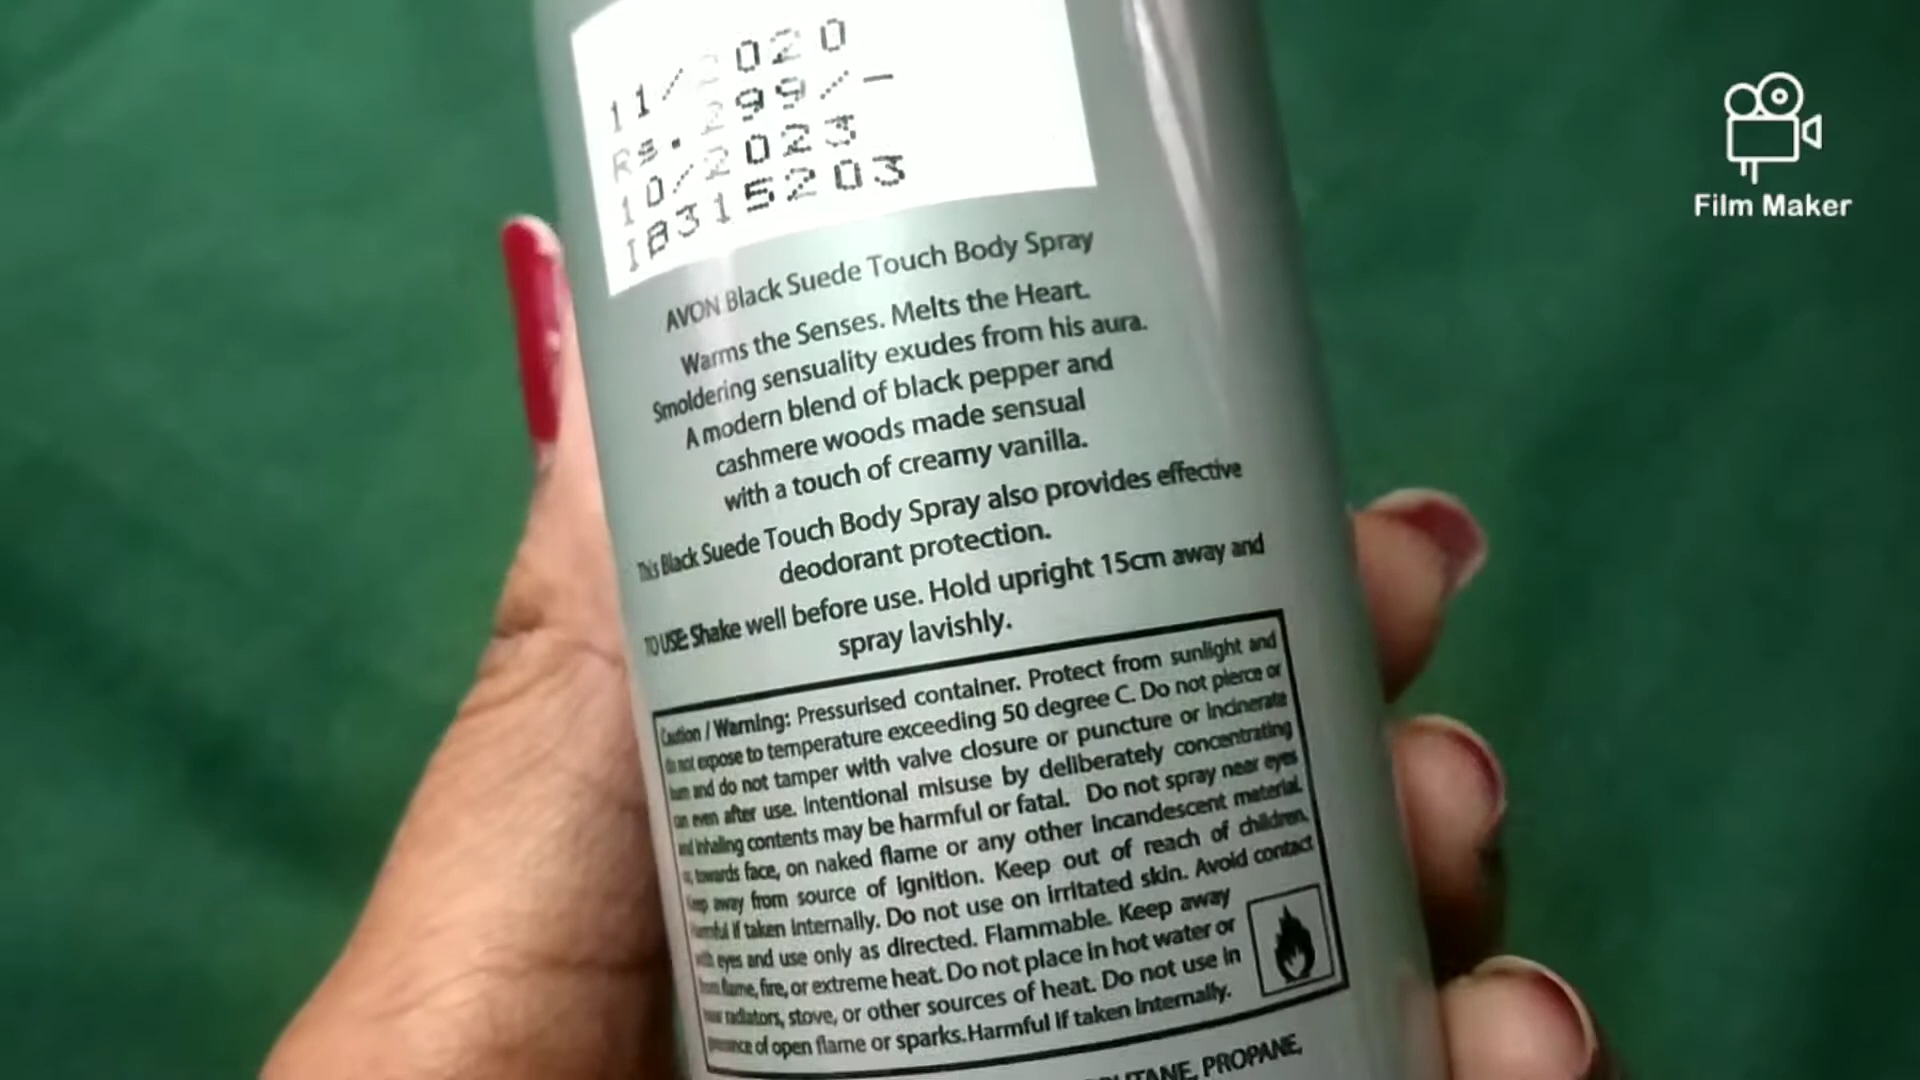 11/2020
Rs. 299/-
10/2023
IB315203
AVON Black Suede Touch Body Spray
Warms the Senses. Melts the Heart.
Smoldering sensuality exudes from his aura.
A modern blend of black pepper and
cashmere woods made sensual
with a touch of creamy vanilla.
This Black Suede Touch Body Spray also provides effective
deodorant protection.
TO USE: Shake well before use. Hold upright 15cm away and
spray lavishly.
Caution / Warning: Pressurised container. Protect from sunlight and
do not expose to temperature exceeding 50 degree C. Do not pierce or
burn and do not tamper with valve closure or puncture or incinerate
can even after use. Intentional misuse by deliberately concentrating
and inhaling contents may be harmful or fatal. Do not spray near eyes
or, towards face, on naked flame or any other incandescent material.
Keep away from source of ignition. Keep out of reach of children.
Harmful if taken internally. Do not use on irritated skin. Avoid contact
with eyes and use only as directed. Flammable. Keep away
from flame, fire, or extreme heat. Do not place in hot water or
near radiators, stove, or other sources of heat. Do not use in
presence of open flame or sparks.Harmful if taken internally.
PROPANE,
Film Maker